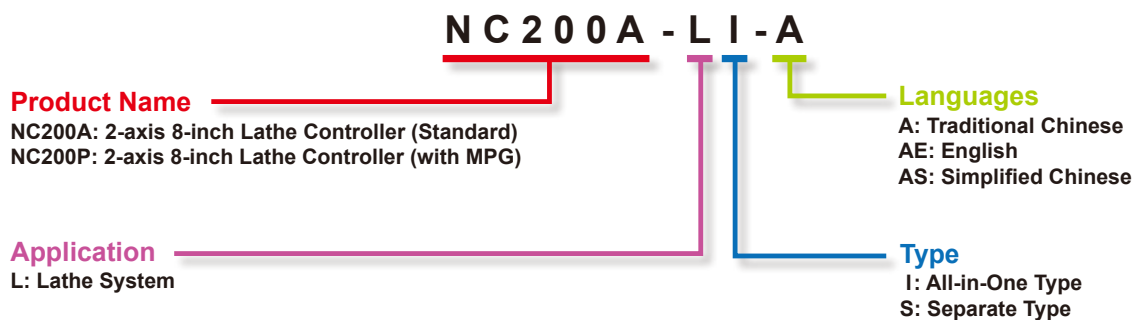 NC200A-LI-A
Product Name
NC200A: 2-axis 8-inch Lathe Controller (Standard)
NC200P: 2-axis 8-inch Lathe Controller (with MPG)
Languages
A: Traditional Chinese
AE: English
AS: Simplified Chinese
Application
L: Lathe System
Type
I: All-in-One Type
S: Separate Type